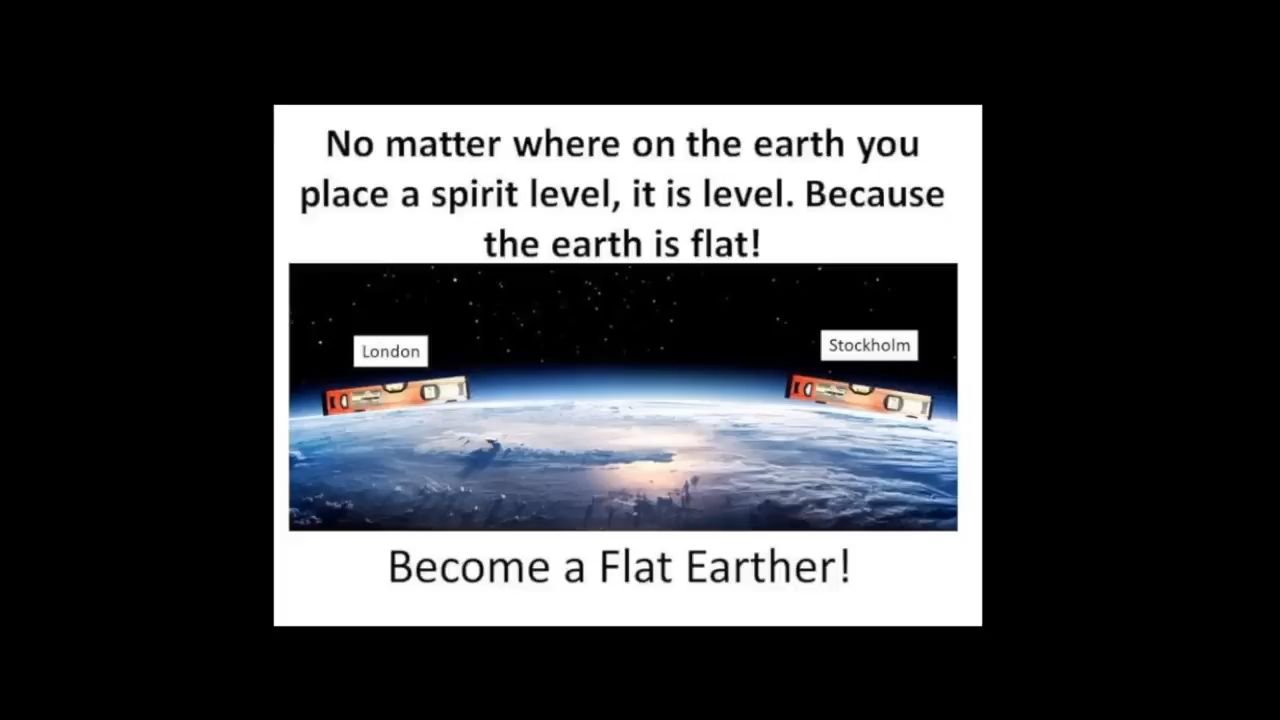 No matter where on the earth you
place a spirit level, it is level. Because
the earth is flat!
London
Stockholm
Become a Flat Earther!